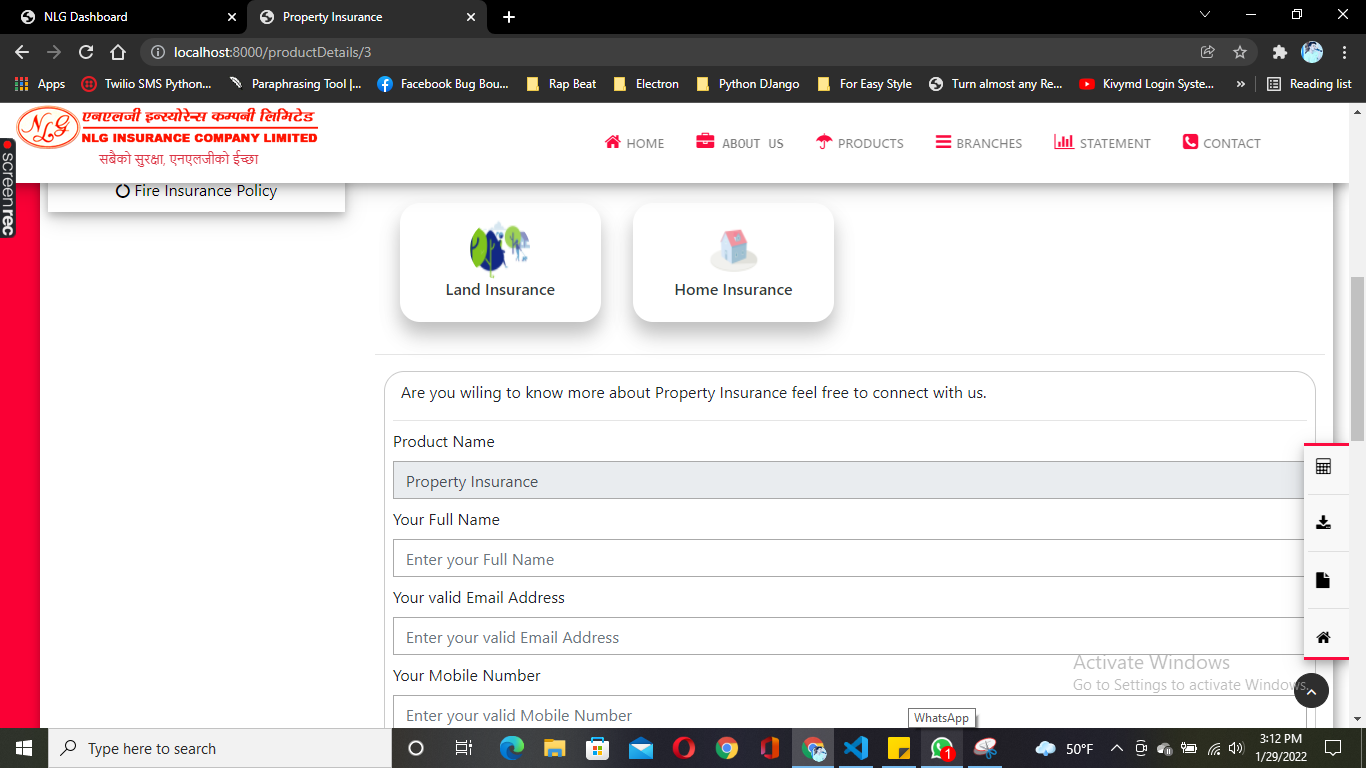 NLG Dashboard
Property Insurance
localhost:8000/productDetails/3
Apps
Twilio SMS Python...
Paraphrasing Tool |...
Facebook Bug Bou...
Rap Beat
Electron
Python DJango
For Easy Style
Turn almost any Re...
Kivymd Login Syste...
»
Reading list
NLG
एनएलजी इन्स्योरेन्स कम्पनी लिमिटेड
NLG INSURANCE COMPANY LIMITED
सबैको सुरक्षा, एनएलजीको ईच्छा
HOME
ABOUT US
PRODUCTS
BRANCHES
STATEMENT
CONTACT
screenrec
Fire Insurance Policy
Land Insurance
Home Insurance
Are you wiling to know more about Property Insurance feel free to connect with us.
Product Name
Property Insurance
Your Full Name
Enter your Full Name
Your valid Email Address
Enter your valid Email Address
Your Mobile Number
Enter your valid Mobile Number
Activate Windows
Go to Settings to activate Windows.
WhatsApp
Type here to search
1
50°F
3:12 PM
1/29/2022